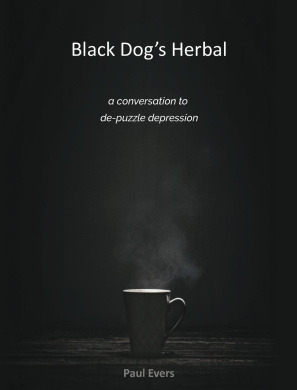 Black Dog’s Herbal
a conversation to
de-puzzle depression
Paul Evers